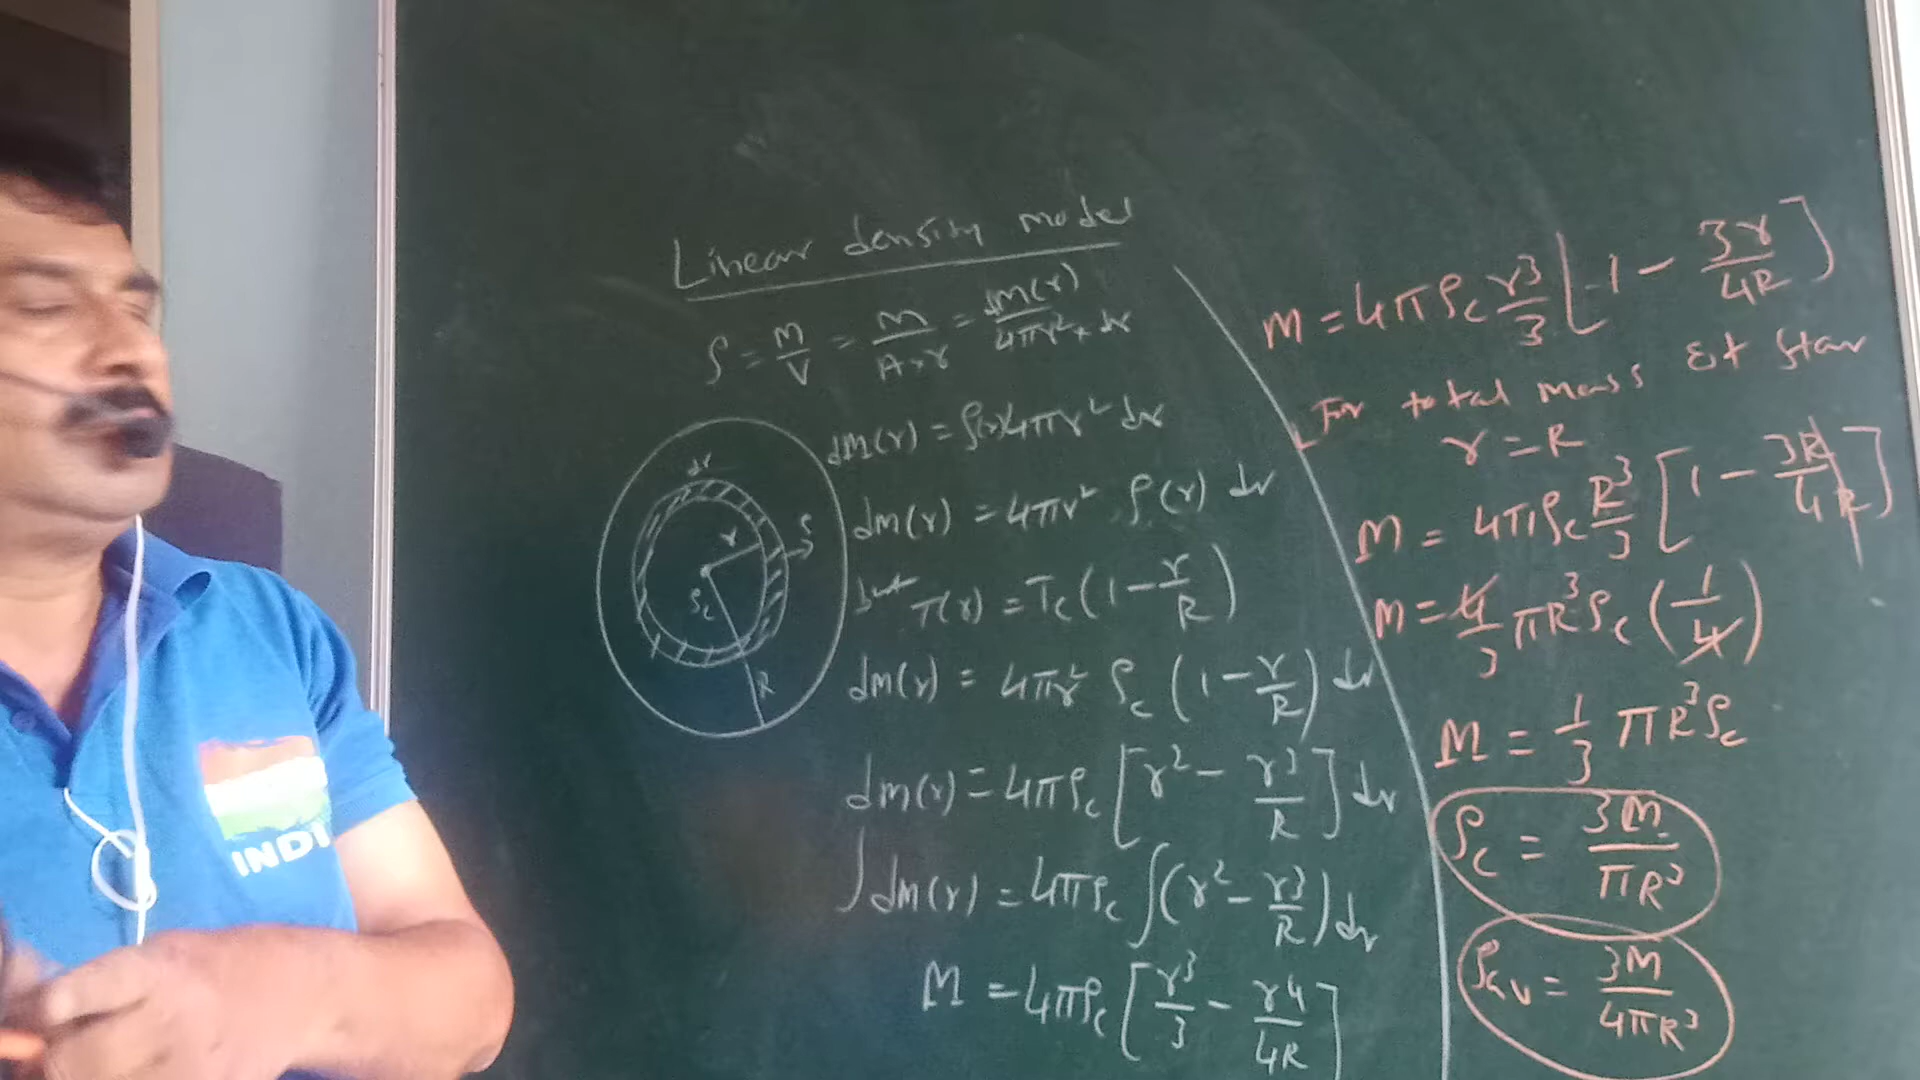 Linear density model
ρ = m/V = m/(A×r) = dm(r)/(4πr² × dr)
dm(r) = ρ(r)×4πr² dr
dm(r) = 4πr² ρ(r) dr
but T(r) = Tc (1 - r/R)
dm(r) = 4πr² ρc (1 - r/R) dr
dm(r) = 4πρc [r² - r³/R] dr
∫dm(r) = 4πρc ∫(r² - r³/R) dr
M = 4πρc [r³/3 - r4/4R]
dr
r
ρ
ρc
R
M = 4πρc r³/3 [1 - 3r/4R]
For total mass of star
r = R
M = 4πρc R³/3 [1 - 3R/4R]
M = 4/3 πR³ρc (1/4)
M = 1/3 πR³ρc
ρc = 3M/πR³
ρav = 3M/4πR³
INDI